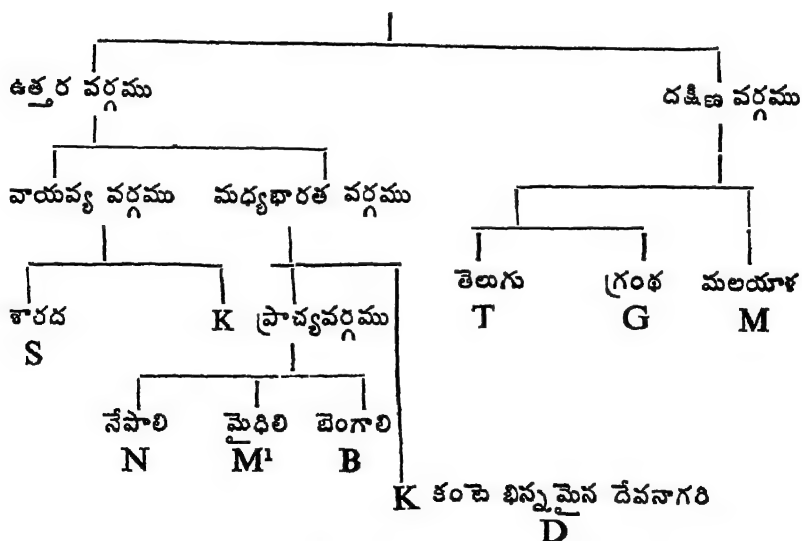 ఉత్తర వర్గము దక్షిణ వర్గము
వాయవ్య వర్గము మధ్యభారత వర్గము
తెలుగు గ్రంథ మలయాళ
T G M
శారద K ప్రాచ్యవర్గము
S
నేపాలి మైథిలి బెంగాలి
N M¹ B
K కంటె భిన్నమైన దేవనాగరి
D